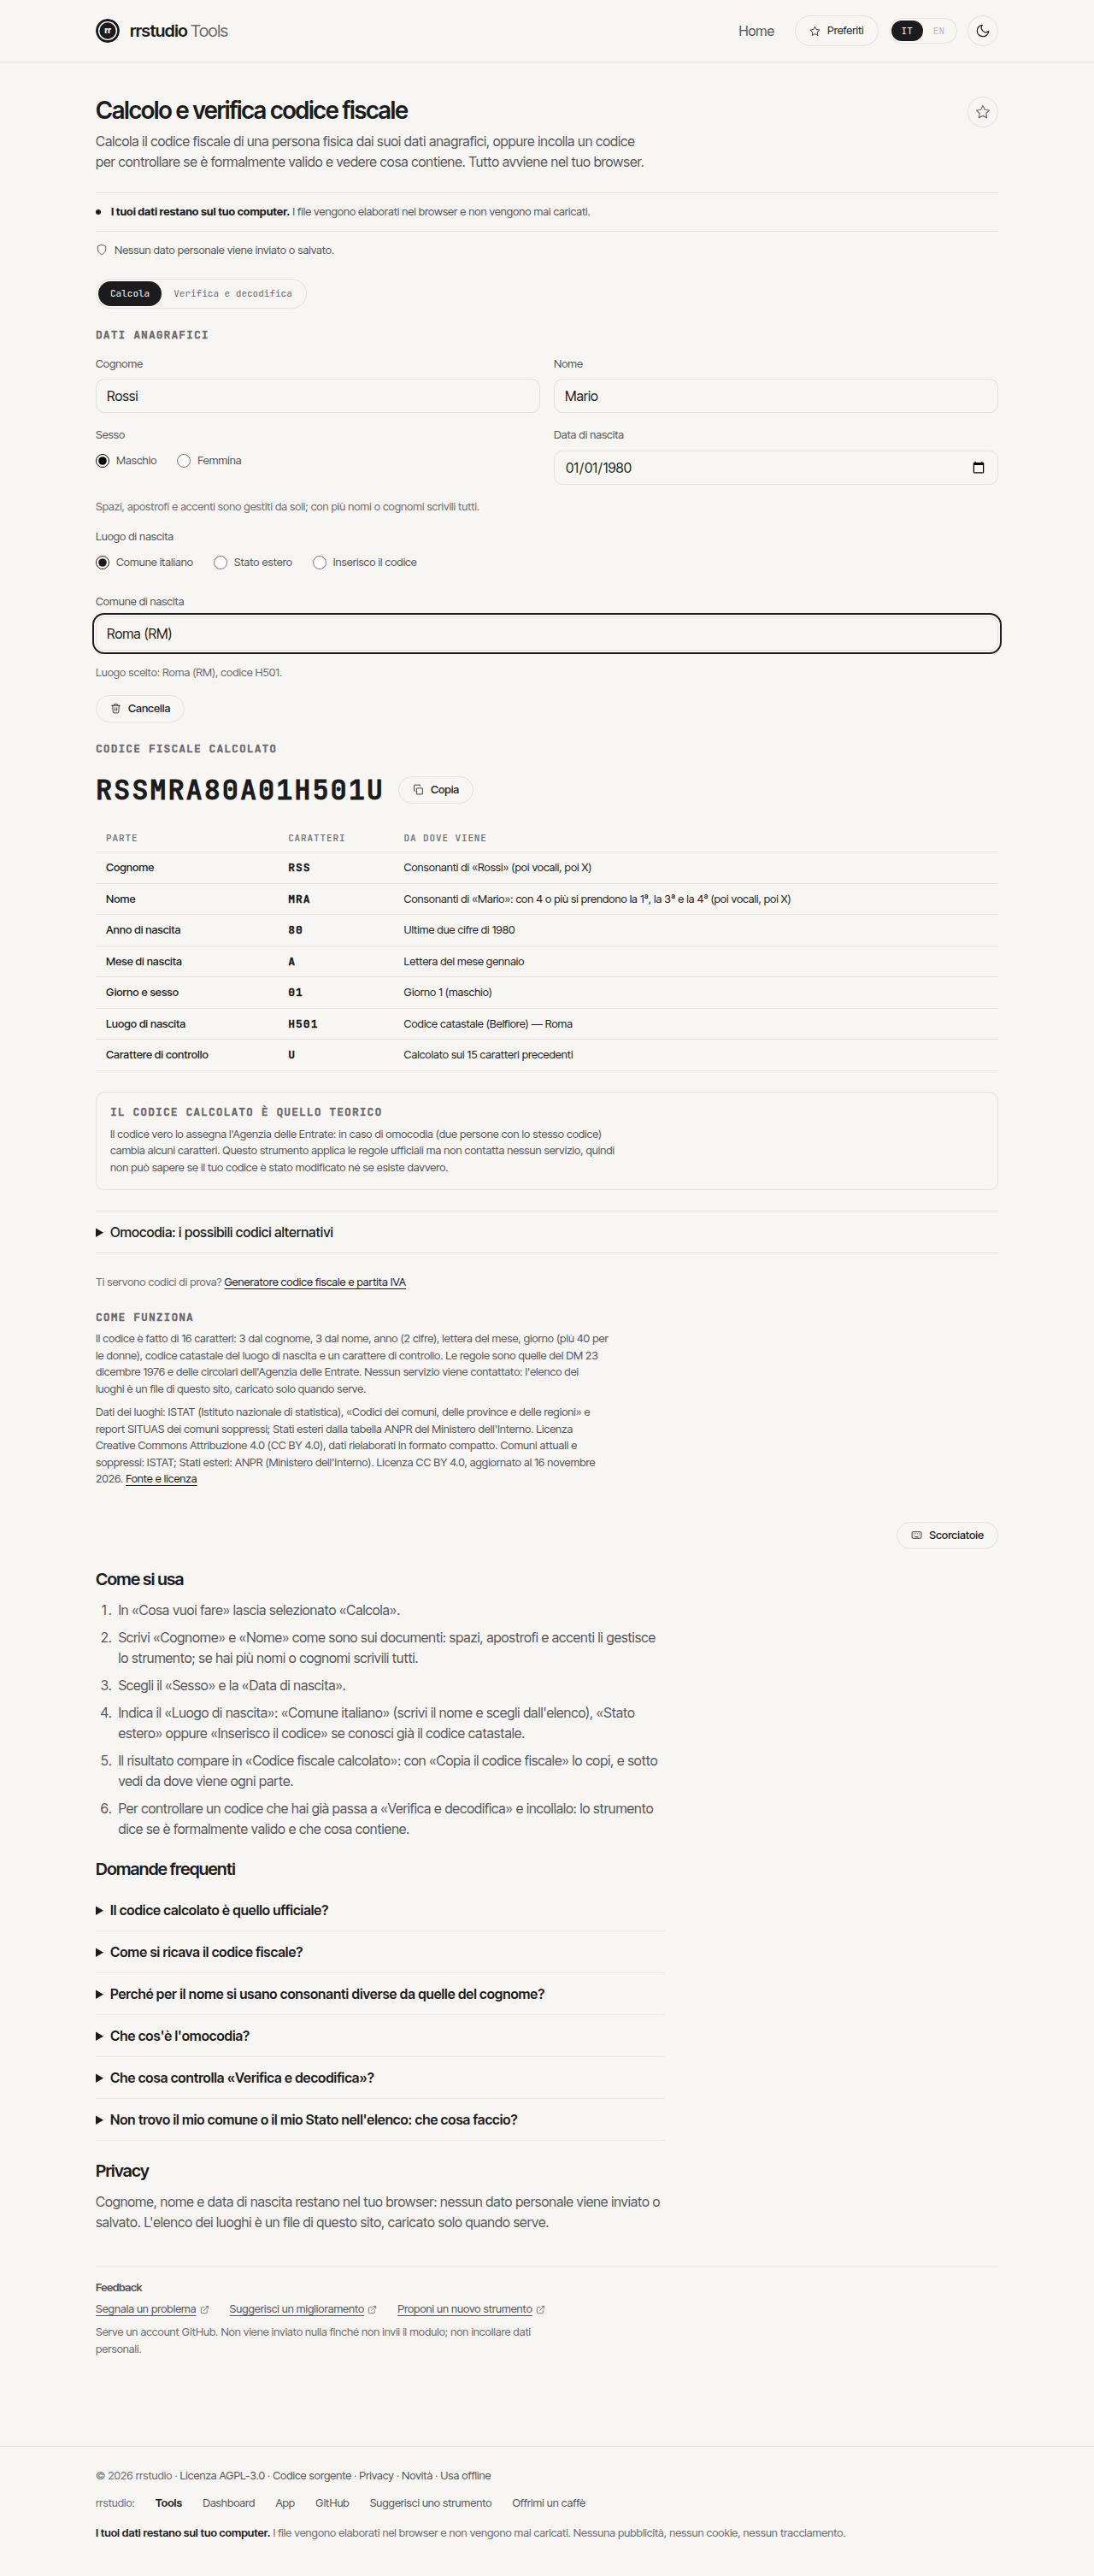 rr rrstudio Tools
Home Preferiti IT EN
Calcolo e verifica codice fiscale
Calcola il codice fiscale di una persona fisica dai suoi dati anagrafici, oppure incolla un codice
per controllare se è formalmente valido e vedere cosa contiene. Tutto avviene nel tuo browser.
I tuoi dati restano sul tuo computer. I file vengono elaborati nel browser e non vengono mai caricati.
Nessun dato personale viene inviato o salvato.
Calcola Verifica e decodifica
DATI ANAGRAFICI
Cognome Nome
Rossi Mario
Sesso Data di nascita
Maschio Femmina 01/01/1980
Spazi, apostrofi e accenti sono gestiti da soli; con più nomi o cognomi scrivili tutti.
Luogo di nascita
Comune italiano Stato estero Inserisco il codice
Comune di nascita
Roma (RM)
Luogo scelto: Roma (RM), codice H501.
Cancella
CODICE FISCALE CALCOLATO
RSSMRA80A01H501U Copia
PARTE CARATTERI DA DOVE VIENE
Cognome RSS Consonanti di «Rossi» (poi vocali, poi X)
Nome MRA Consonanti di «Mario»: con 4 o più si prendono la 1ª, la 3ª e la 4ª (poi vocali, poi X)
Anno di nascita 80 Ultime due cifre di 1980
Mese di nascita A Lettera del mese gennaio
Giorno e sesso 01 Giorno 1 (maschio)
Luogo di nascita H501 Codice catastale (Belfiore) — Roma
Carattere di controllo U Calcolato sui 15 caratteri precedenti
IL CODICE CALCOLATO È QUELLO TEORICO
Il codice vero lo assegna l'Agenzia delle Entrate: in caso di omocodia (due persone con lo stesso codice)
cambia alcuni caratteri. Questo strumento applica le regole ufficiali ma non contatta nessun servizio, quindi
non può sapere se il tuo codice è stato modificato né se esiste davvero.
Omocodia: i possibili codici alternativi
Ti servono codici di prova? Generatore codice fiscale e partita IVA
COME FUNZIONA
Il codice è fatto di 16 caratteri: 3 dal cognome, 3 dal nome, anno (2 cifre), lettera del mese, giorno (più 40 per
le donne), codice catastale del luogo di nascita e un carattere di controllo. Le regole sono quelle del DM 23
dicembre 1976 e delle circolari dell'Agenzia delle Entrate. Nessun servizio viene contattato: l'elenco dei
luoghi è un file di questo sito, caricato solo quando serve.
Dati dei luoghi: ISTAT (Istituto nazionale di statistica), «Codici dei comuni, delle province e delle regioni» e
report SITUAS dei comuni soppressi; Stati esteri dalla tabella ANPR del Ministero dell'Interno. Licenza
Creative Commons Attribuzione 4.0 (CC BY 4.0), dati rielaborati in formato compatto. Comuni attuali e
soppressi: ISTAT; Stati esteri: ANPR (Ministero dell'Interno). Licenza CC BY 4.0, aggiornato al 16 novembre
2026. Fonte e licenza
Scorciatoie
Come si usa
1. In «Cosa vuoi fare» lascia selezionato «Calcola».
2. Scrivi «Cognome» e «Nome» come sono sui documenti: spazi, apostrofi e accenti li gestisce
lo strumento; se hai più nomi o cognomi scrivili tutti.
3. Scegli il «Sesso» e la «Data di nascita».
4. Indica il «Luogo di nascita»: «Comune italiano» (scrivi il nome e scegli dall'elenco), «Stato
estero» oppure «Inserisco il codice» se conosci già il codice catastale.
5. Il risultato compare in «Codice fiscale calcolato»: con «Copia il codice fiscale» lo copi, e sotto
vedi da dove viene ogni parte.
6. Per controllare un codice che hai già passa a «Verifica e decodifica» e incollalo: lo strumento
dice se è formalmente valido e che cosa contiene.
Domande frequenti
Il codice calcolato è quello ufficiale?
Come si ricava il codice fiscale?
Perché per il nome si usano consonanti diverse da quelle del cognome?
Che cos'è l'omocodia?
Che cosa controlla «Verifica e decodifica»?
Non trovo il mio comune o il mio Stato nell'elenco: che cosa faccio?
Privacy
Cognome, nome e data di nascita restano nel tuo browser: nessun dato personale viene inviato o
salvato. L'elenco dei luoghi è un file di questo sito, caricato solo quando serve.
Feedback
Segnala un problema Suggerisci un miglioramento Proponi un nuovo strumento
Serve un account GitHub. Non viene inviato nulla finché non invii il modulo; non incollare dati
personali.
© 2026 rrstudio · Licenza AGPL-3.0 · Codice sorgente · Privacy · Novità · Usa offline
rrstudio: Tools Dashboard App GitHub Suggerisci uno strumento Offrimi un caffè
I tuoi dati restano sul tuo computer. I file vengono elaborati nel browser e non vengono mai caricati. Nessuna pubblicità, nessun cookie, nessun tracciamento.